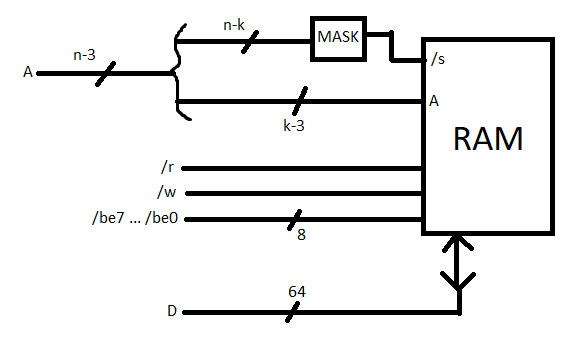 n-k
MASK
n-3
/s
A
A
k-3
RAM
/r
/w
/be7 ... /be0
8
64
D